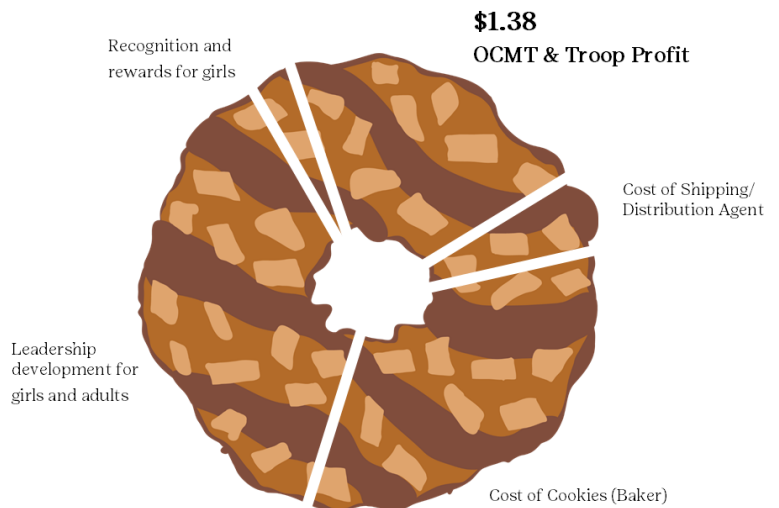 $1.38
OCMT & Troop Profit
Recognition and
rewards for girls
Cost of Shipping/
Distribution Agent
Leadership
development for
girls and adults
Cost of Cookies (Baker)